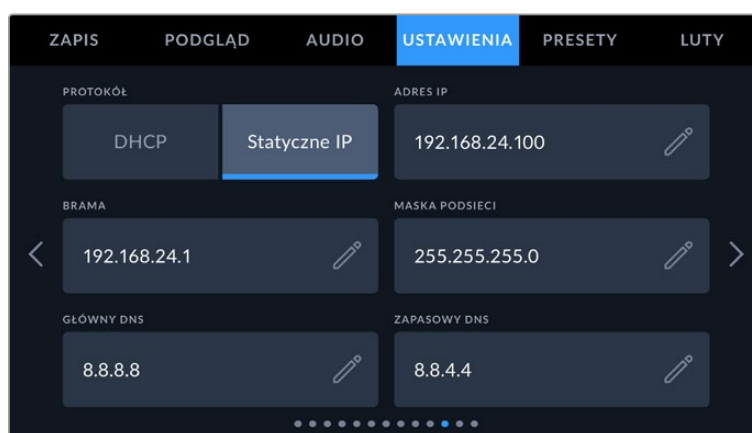 ZAPIS PODGLĄD AUDIO USTAWIENIA PRESETY LUTY
PROTOKÓŁ ADRES IP
DHCP Statyczne IP 192.168.24.100
BRAMA MASKA PODSIECI
192.168.24.1 255.255.255.0
GŁÓWNY DNS ZAPASOWY DNS
8.8.8.8 8.8.4.4